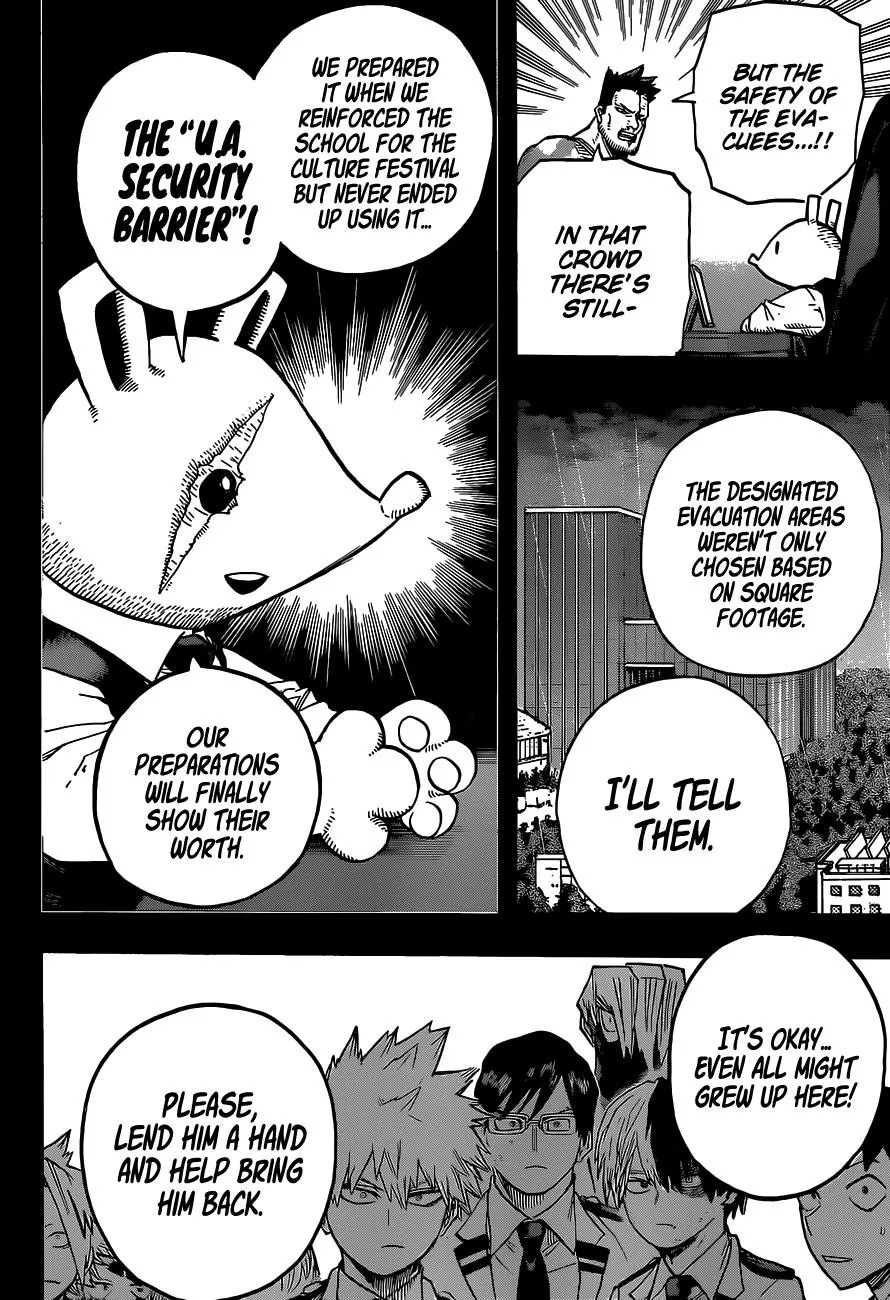 BUT THE
SAFETY OF
THE EVA-
CUEES...!!
IN THAT
CROWD
THERE'S
STILL-
WE PREPARED
IT WHEN WE
REINFORCED THE
SCHOOL FOR THE
CULTURE FESTIVAL
BUT NEVER ENDED
UP USING IT...
THE "U.A.
SECURITY
BARRIER"!
OUR
PREPARATIONS
WILL FINALLY
SHOW THEIR
WORTH.
THE DESIGNATED
EVACUATION AREAS
WEREN'T ONLY
CHOSEN BASED
ON SQUARE
FOOTAGE.
I'LL TELL
THEM.
IT'S OKAY...
EVEN ALL MIGHT
GREW UP HERE!
PLEASE,
LEND HIM A HAND
AND HELP BRING
HIM BACK.